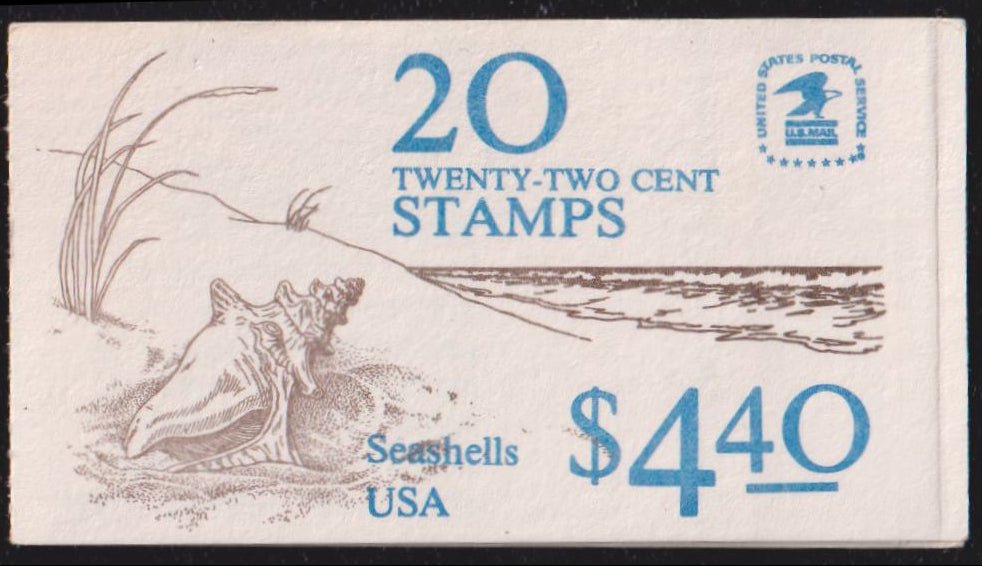 20
TWENTY-TWO CENT
STAMPS
UNITED STATES POSTAL SERVICE
U.S.MAIL
Seashells
USA
$4.40